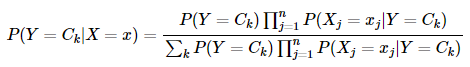 P(Y = C_k|X = x) = \frac{P(Y = C_k) \prod_{j=1}^{n} P(X_j = x_j|Y = C_k)}{\sum_k P(Y = C_k) \prod_{j=1}^{n} P(X_j = x_j|Y = C_k)}